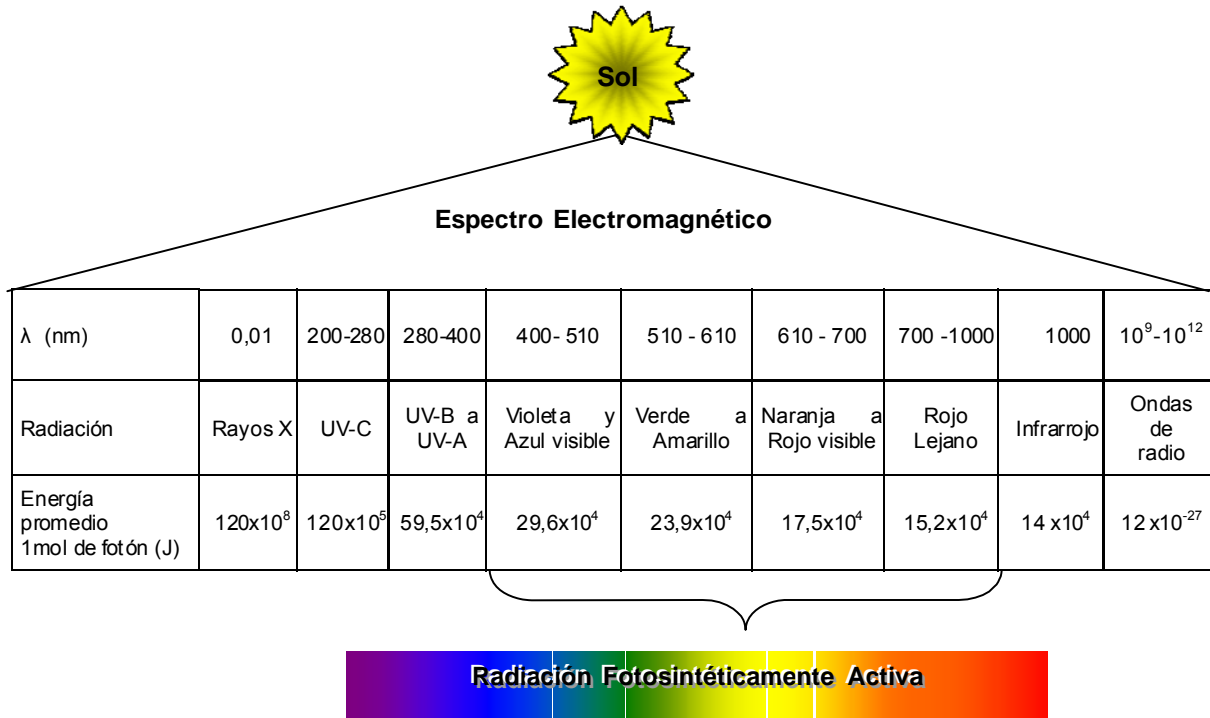 Sol
Espectro Electromagnético
λ (nm) 0,01 200-280 280-400 400- 510 510 - 610 610 - 700 700 -1000 1000 10⁹-10¹²
Radiación Rayos X UV-C UV-B a UV-A Violeta y Azul visible Verde a Amarillo Naranja a Rojo visible Rojo Lejano Infrarrojo Ondas de radio
Energía promedio 1mol de fotón (J) 120x10⁸ 120x10⁵ 59,5x10⁴ 29,6x10⁴ 23,9x10⁴ 17,5x10⁴ 15,2x10⁴ 14 x10⁴ 12 x10⁻²⁷
Radiación Fotosintéticamente Activa